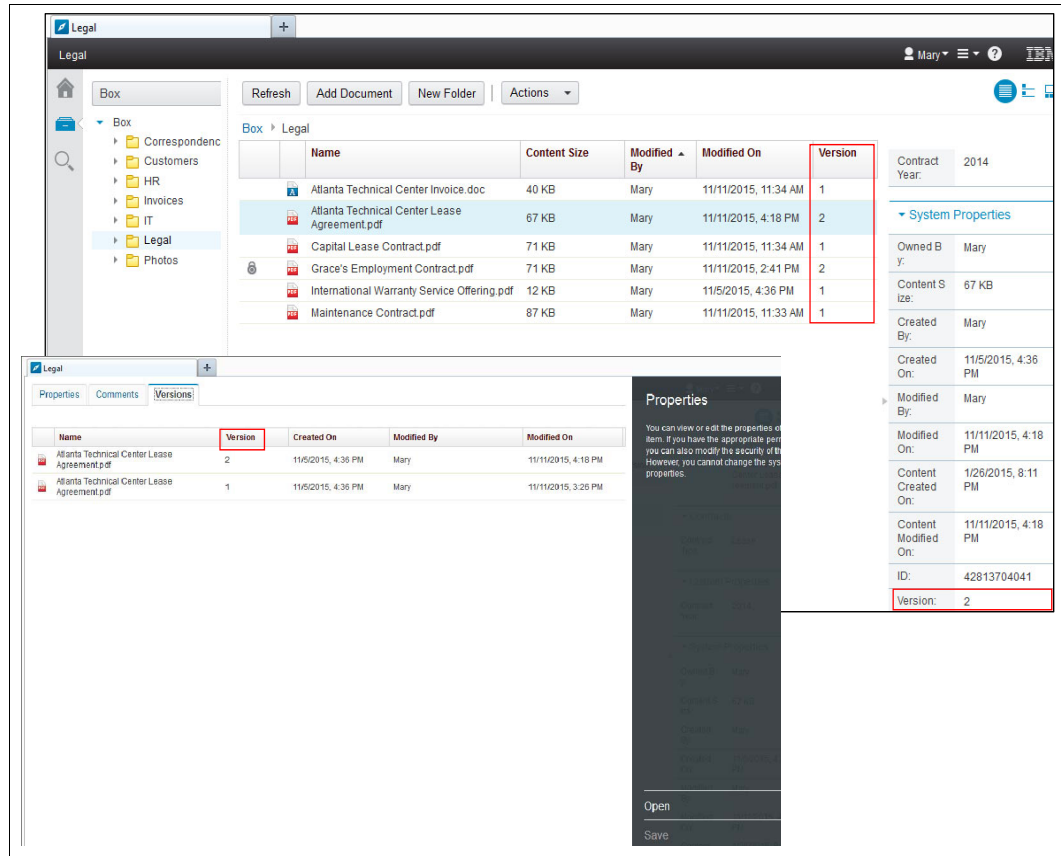 Legal +
Legal Mary ? IBM
Box Refresh Add Document New Folder Actions
Box
Correspondenc
Customers
HR
Invoices
IT
Legal
Photos
Box Legal
Name Content Size Modified By Modified On Version
Atlanta Technical Center Invoice.doc 40 KB Mary 11/11/2015, 11:34 AM 1
Atlanta Technical Center Lease Agreement.pdf 67 KB Mary 11/11/2015, 4:18 PM 2
Capital Lease Contract.pdf 71 KB Mary 11/11/2015, 11:34 AM 1
Grace's Employment Contract.pdf 71 KB Mary 11/11/2015, 2:41 PM 2
International Warranty Service Offering.pdf 12 KB Mary 11/5/2015, 4:36 PM 1
Maintenance Contract.pdf 87 KB Mary 11/11/2015, 11:33 AM 1
Contract Year: 2014
System Properties
Owned B y: Mary
Content S ize: 67 KB
Created By: Mary
Created On: 11/5/2015, 4:36 PM
Modified By: Mary
Modified On: 11/11/2015, 4:18 PM
Content Created On: 1/26/2015, 8:11 PM
Content Modified On: 11/11/2015, 4:18 PM
ID: 42813704041
Version: 2
Legal +
Properties Comments Versions
Name Version Created On Modified By Modified On
Atlanta Technical Center Lease Agreement.pdf 2 11/5/2015, 4:36 PM Mary 11/11/2015, 4:18 PM
Atlanta Technical Center Lease Agreement.pdf 1 11/5/2015, 4:36 PM Mary 11/11/2015, 3:26 PM
Properties
You can view or edit the properties of
item. If you have the appropriate perr
you can also modify the security of th
However, you cannot change the sys
properties.
Open
Save